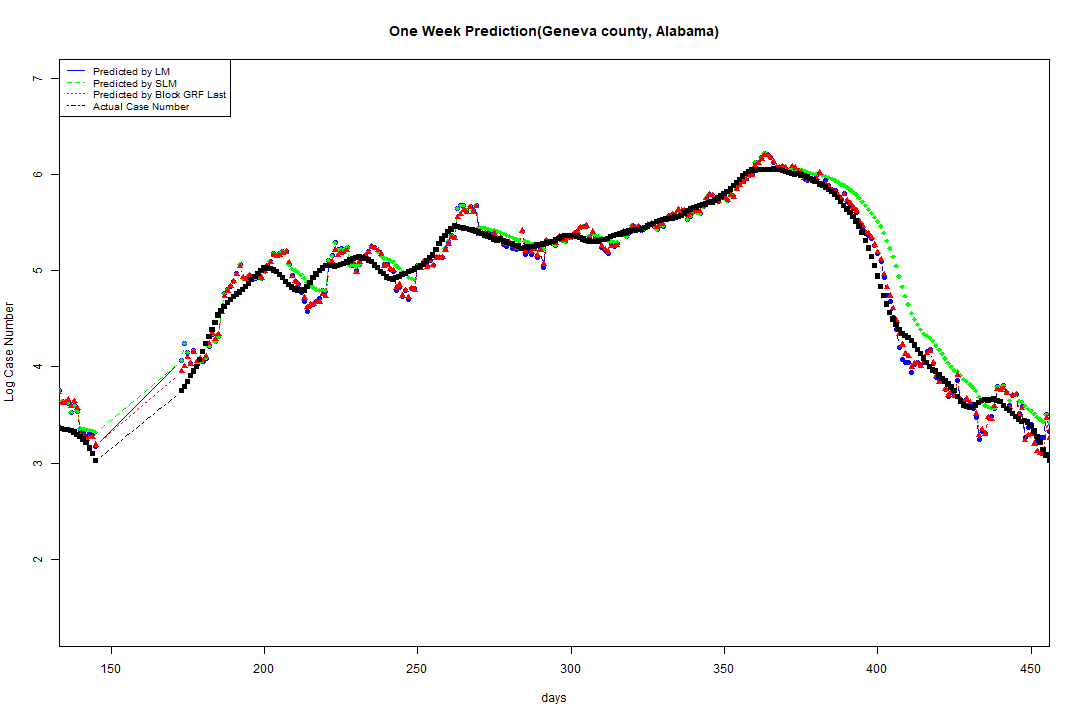 One Week Prediction(Geneva county, Alabama)
Predicted by LM
Predicted by SLM
Predicted by Block GRF Last
Actual Case Number
7
6
5
4
3
2
Log Case Number
150 200 250 300 350 400 450
days